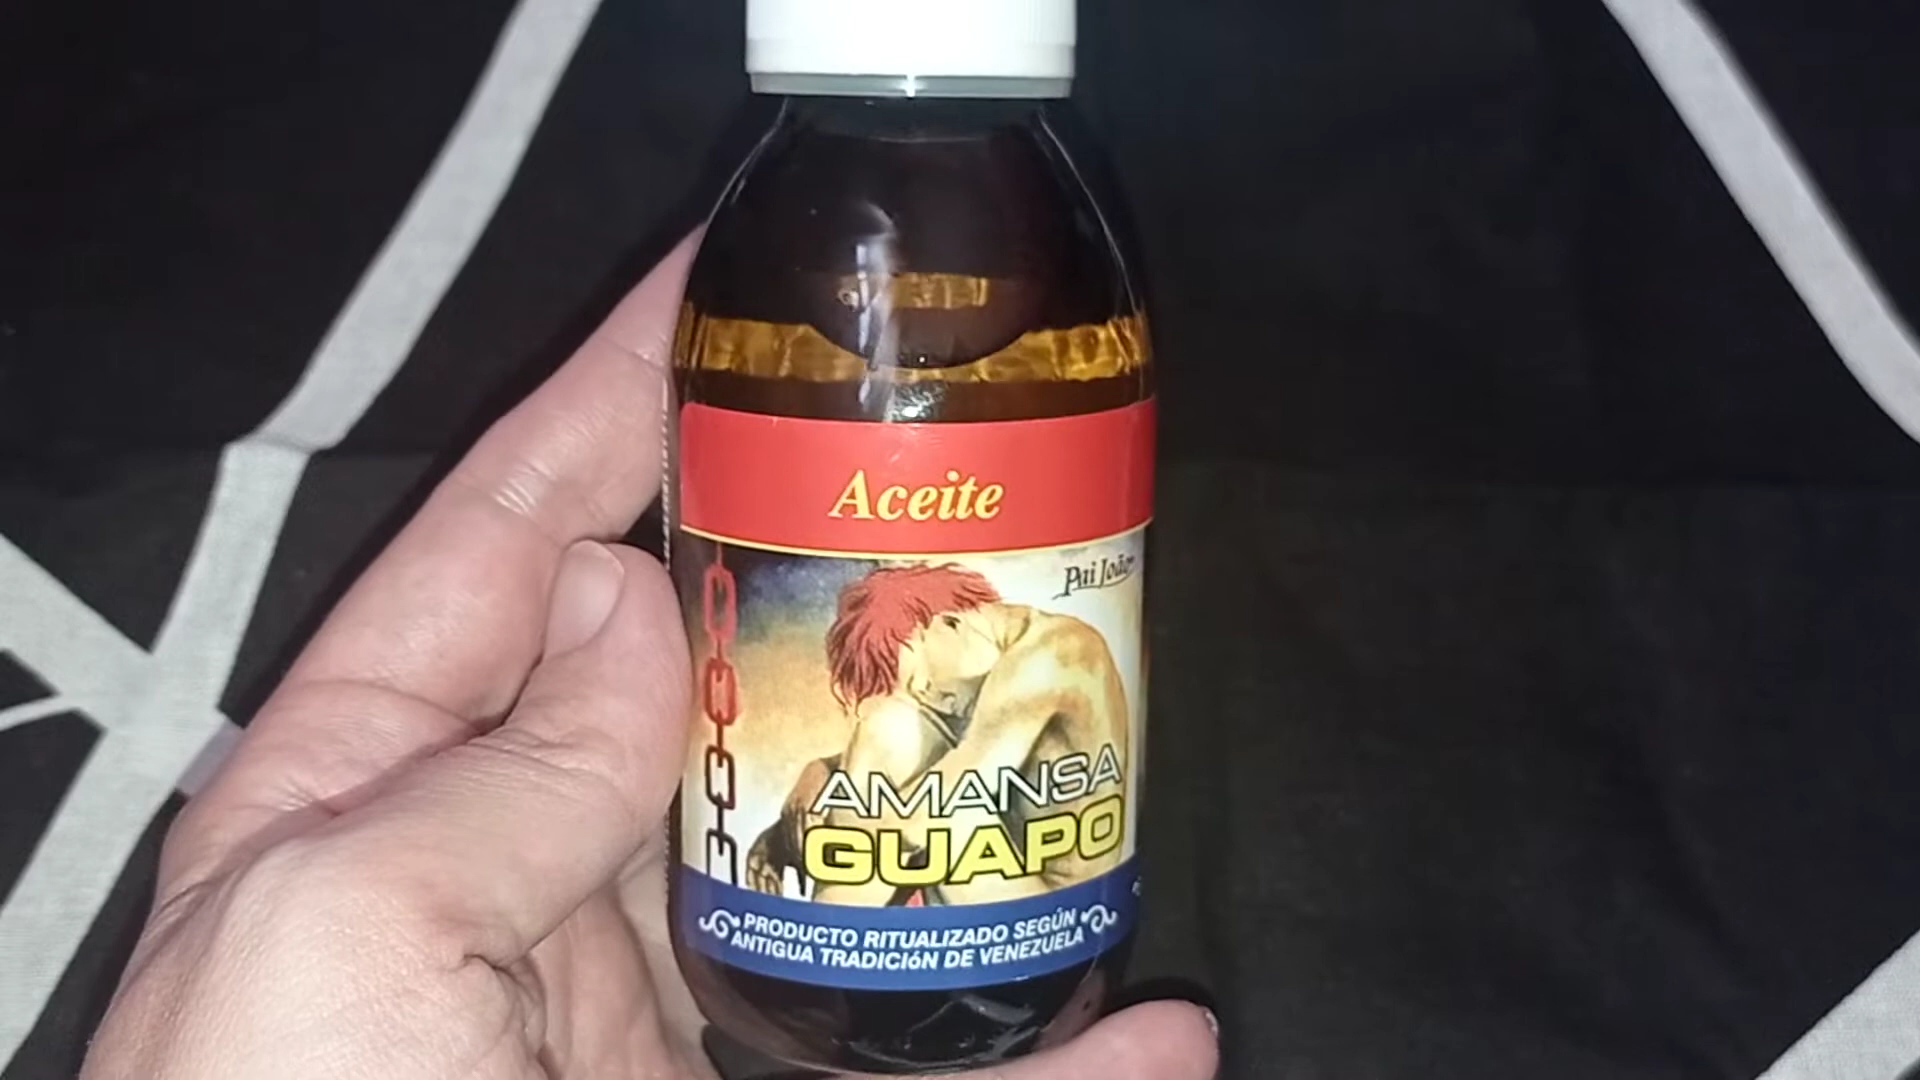 Aceite
Pai João
AMANSA
GUAPO
PRODUCTO RITUALIZADO SEGÚN
ANTIGUA TRADICIóN DE VENEZUELA